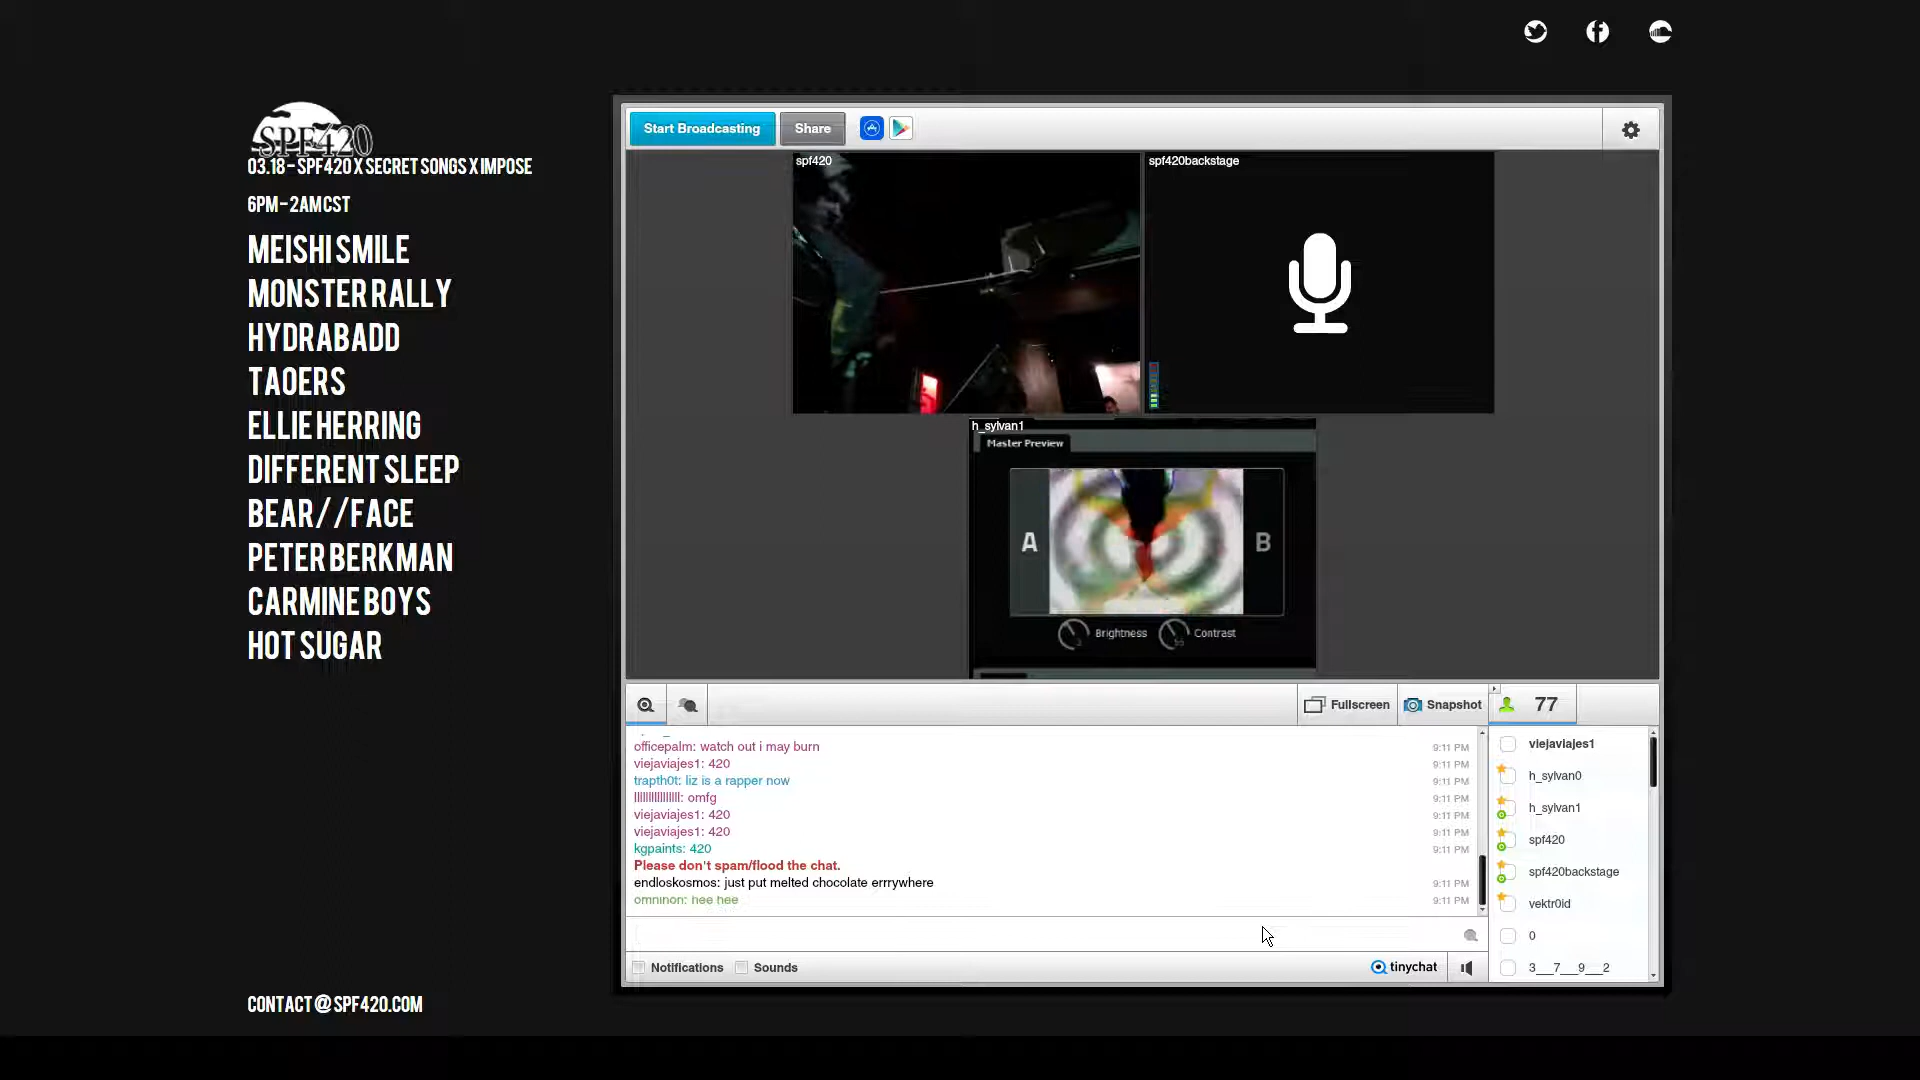 SPF420
03.18 – SPF420 X SECRET SONGS X IMPOSE
6PM – 2AM CST
MEISHI SMILE
MONSTER RALLY
HYDRABADD
TAOERS
ELLIE HERRING
DIFFERENT SLEEP
BEAR//FACE
PETER BERKMAN
CARMINE BOYS
HOT SUGAR
CONTACT@SPF420.COM
Start Broadcasting
Share
spf420
spf420backstage
h_sylvan1
Master Preview
A
B
Brightness
Contrast
Fullscreen
Snapshot
77
officepalm: watch out i may burn 9:11 PM
viejaviajes1: 420 9:11 PM
trapth0t: liz is a rapper now 9:11 PM
omfg 9:11 PM
viejaviajes1: 420 9:11 PM
viejaviajes1: 420 9:11 PM
kgpaints: 420 9:11 PM
Please don't spam/flood the chat.
endloskosmos: just put melted chocolate errrywhere 9:11 PM
omninon: hee hee 9:11 PM
Notifications
Sounds
tinychat
viejaviajes1
h_sylvan0
h_sylvan1
spf420
spf420backstage
vektr0id
0
3__7__9__2